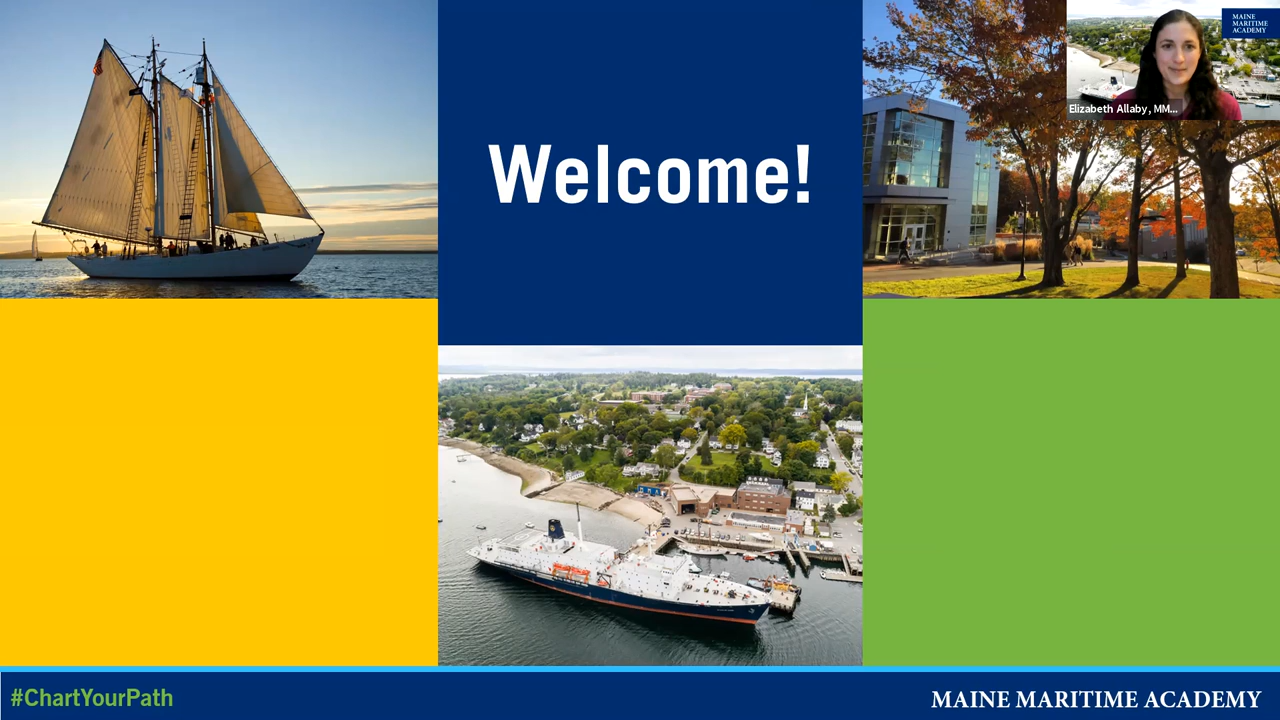 Welcome!
MAINE
MARITIME
ACADEMY
Elizabeth Allaby, MM...
#ChartYourPath
MAINE MARITIME ACADEMY